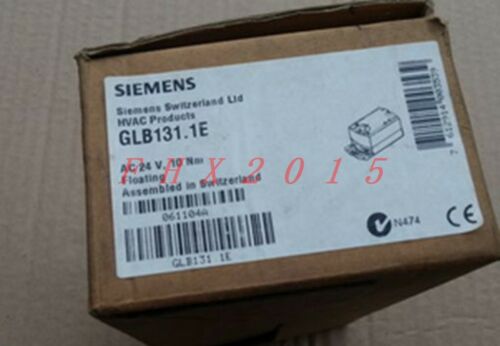 SIEMENS
Siemens Switzerland Ltd
HVAC Products
GLB131.1E
AC 24 V, 10 Nm
Floating
Assembled in Switzerland
FHX2015
061104A
GLB131.1E
N474
CE